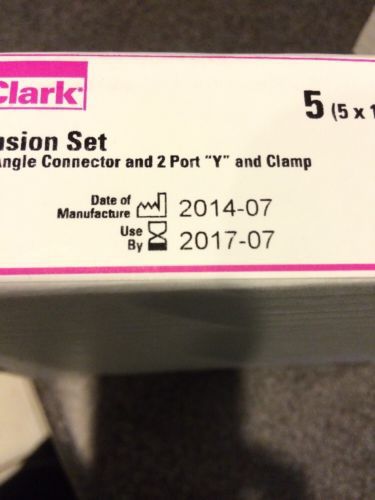 Clark
5 (5 x 1
nsion Set
Angle Connector and 2 Port "Y" and Clamp
Date of
Manufacture 2014-07
Use
By 2017-07